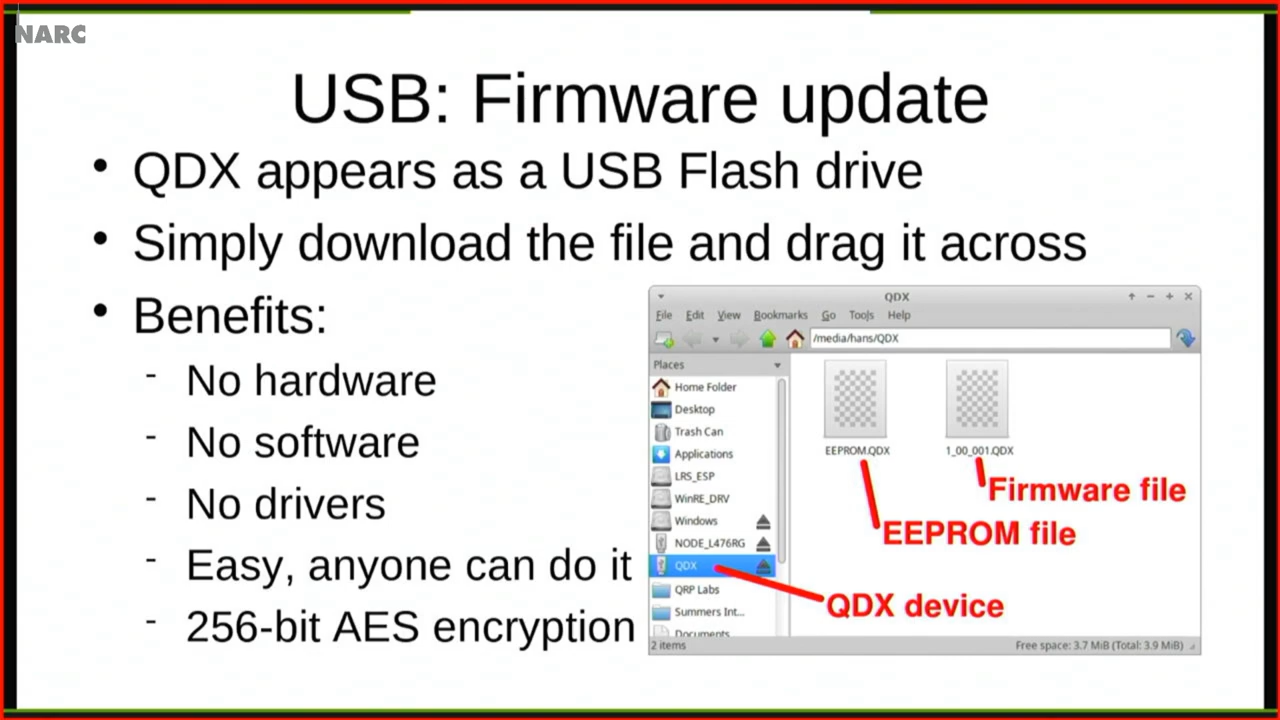 NARC
USB: Firmware update
• QDX appears as a USB Flash drive
• Simply download the file and drag it across
• Benefits:
- No hardware
- No software
- No drivers
- Easy, anyone can do it
- 256-bit AES encryption
QDX
File Edit View Bookmarks Go Tools Help
/media/hans/QDX
Places
Home Folder
Desktop
Trash Can
Applications
LRS_ESP
WinRE_DRV
Windows
NODE_L476RG
QDX
QRP Labs
Summers Int...
Documents
EEPROM.QDX
1_00_001.QDX
Firmware file
EEPROM file
QDX device
2 items
Free space: 3.7 MiB (Total: 3.9 MiB)